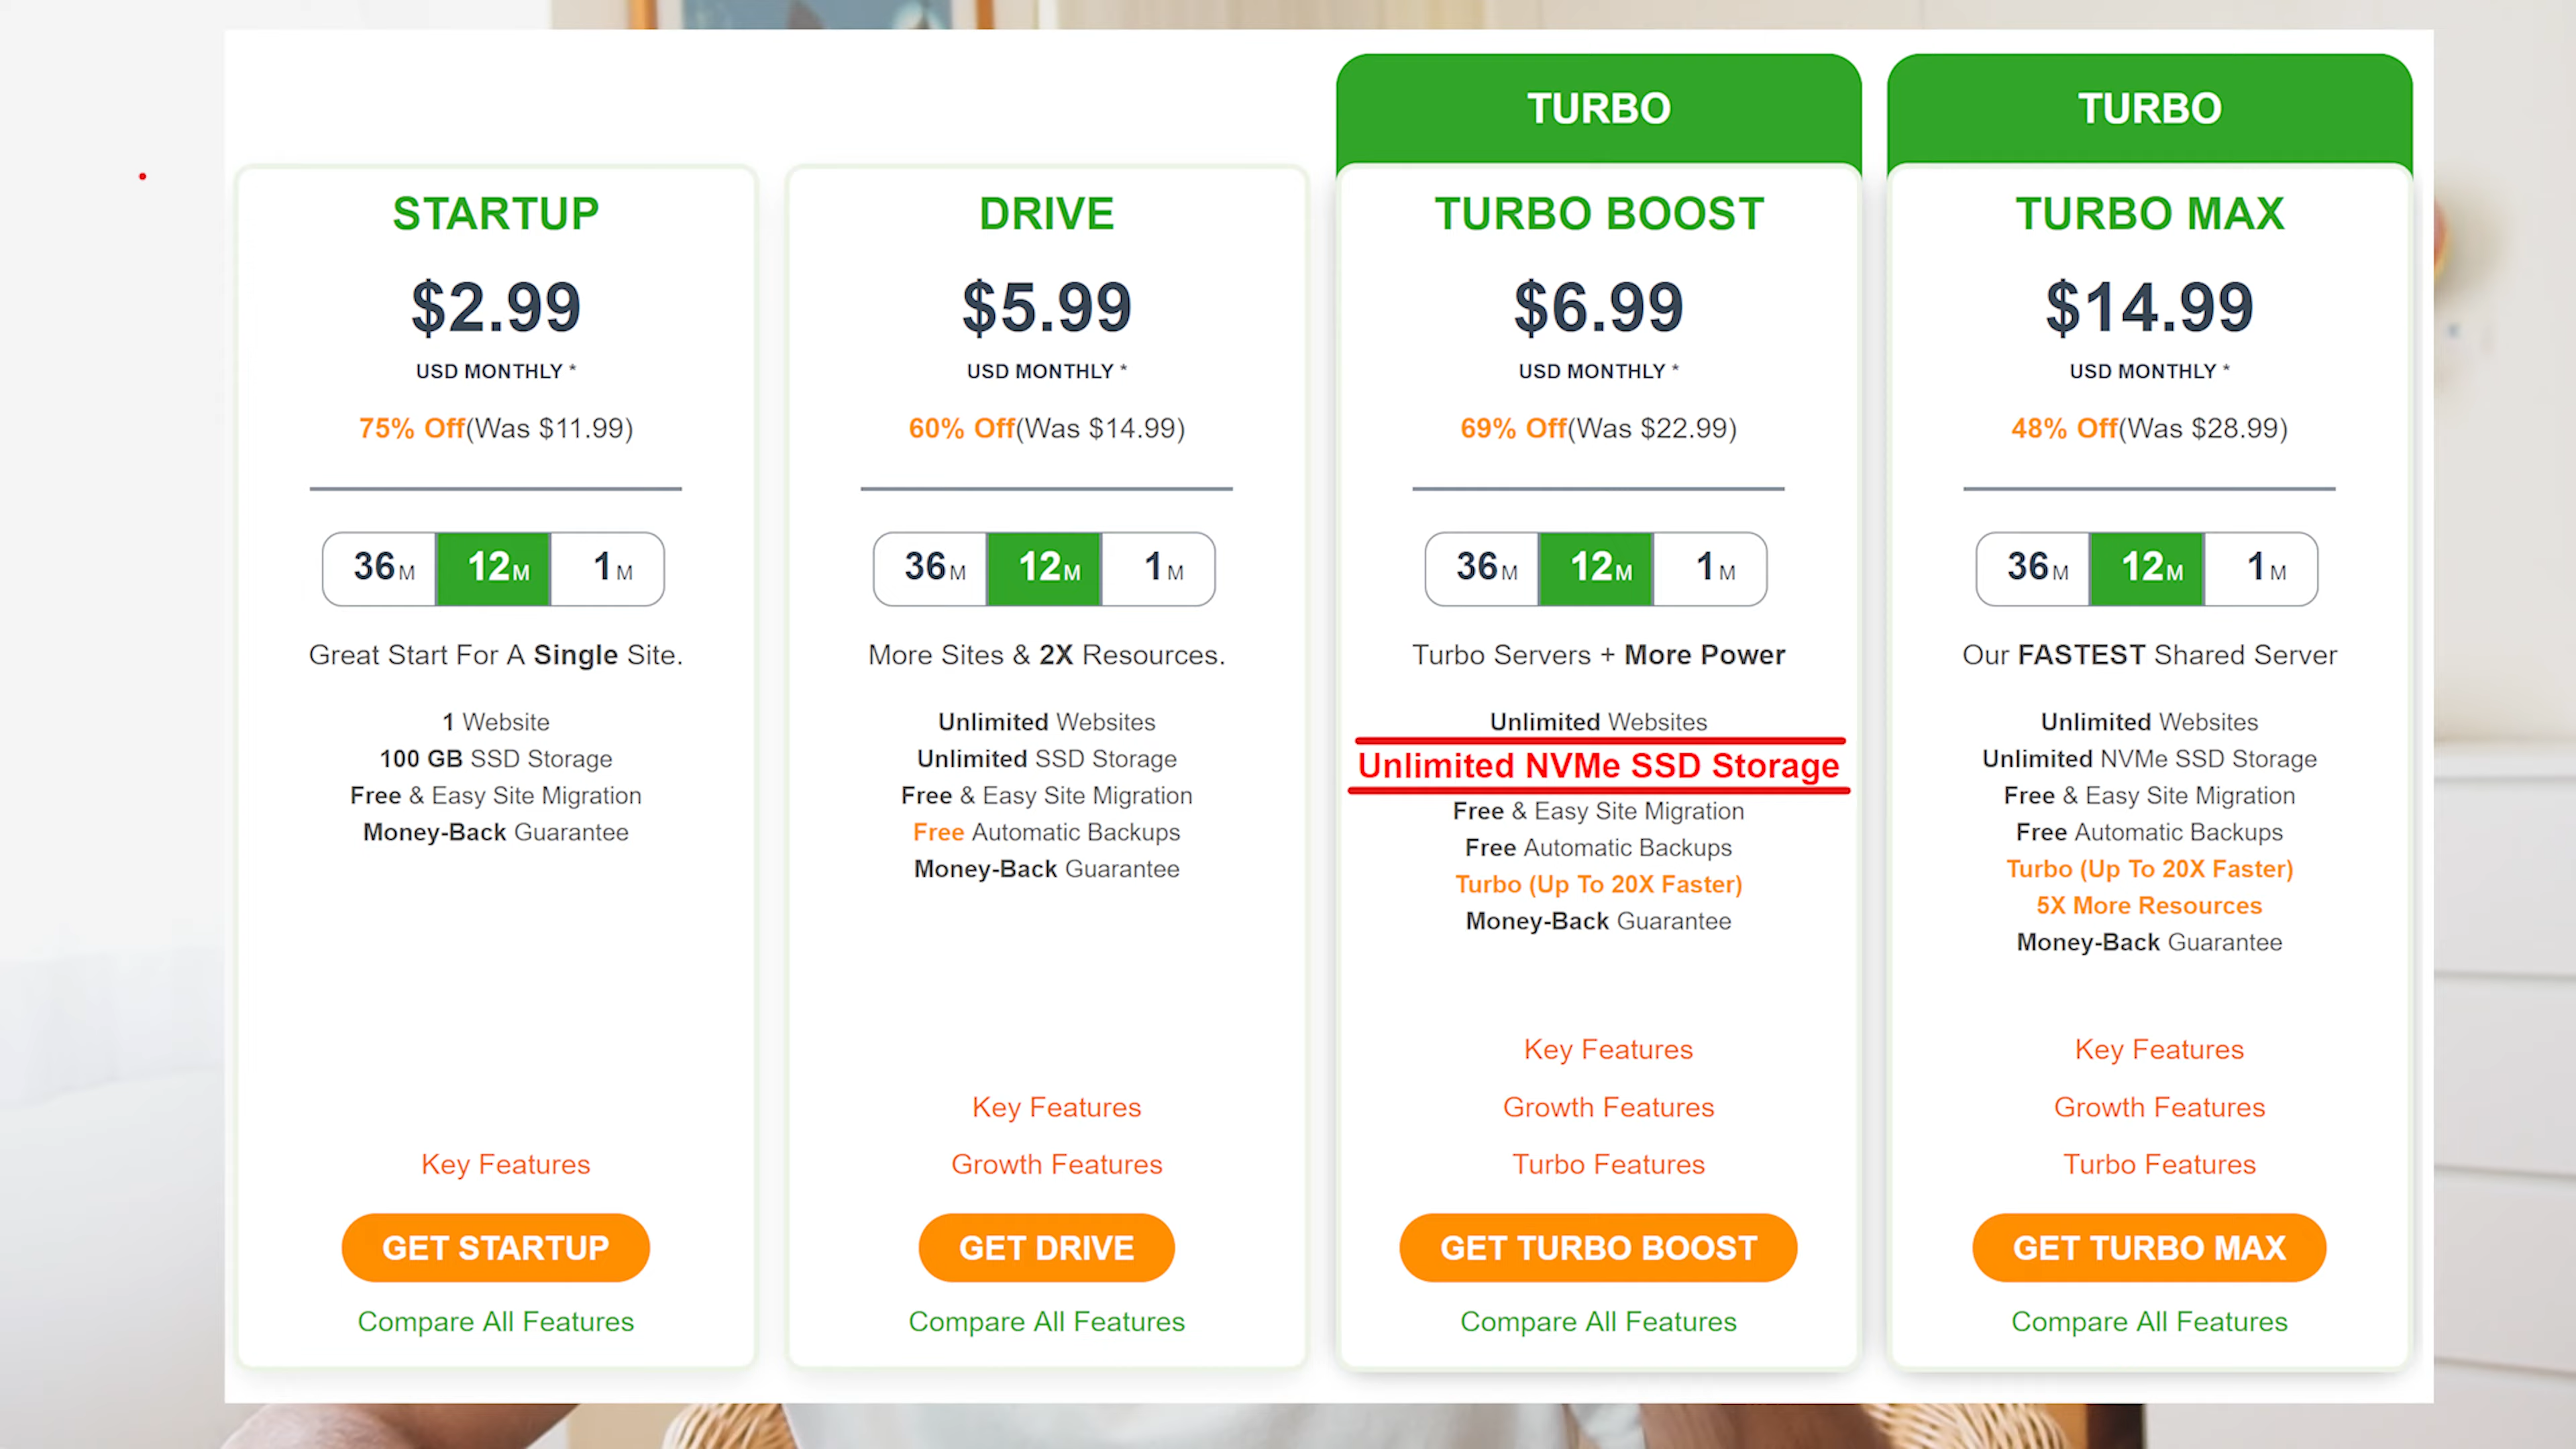 STARTUP
$2.99
USD MONTHLY *
75% Off(Was $11.99)
36M 12M 1M
Great Start For A Single Site.
1 Website
100 GB SSD Storage
Free & Easy Site Migration
Money-Back Guarantee
Key Features
GET STARTUP
Compare All Features
DRIVE
$5.99
USD MONTHLY *
60% Off(Was $14.99)
36M 12M 1M
More Sites & 2X Resources.
Unlimited Websites
Unlimited SSD Storage
Free & Easy Site Migration
Free Automatic Backups
Money-Back Guarantee
Key Features
Growth Features
GET DRIVE
Compare All Features
TURBO
TURBO BOOST
$6.99
USD MONTHLY *
69% Off(Was $22.99)
36M 12M 1M
Turbo Servers + More Power
Unlimited Websites
Unlimited NVMe SSD Storage
Free & Easy Site Migration
Free Automatic Backups
Turbo (Up To 20X Faster)
Money-Back Guarantee
Key Features
Growth Features
Turbo Features
GET TURBO BOOST
Compare All Features
TURBO
TURBO MAX
$14.99
USD MONTHLY *
48% Off(Was $28.99)
36M 12M 1M
Our FASTEST Shared Server
Unlimited Websites
Unlimited NVMe SSD Storage
Free & Easy Site Migration
Free Automatic Backups
Turbo (Up To 20X Faster)
5X More Resources
Money-Back Guarantee
Key Features
Growth Features
Turbo Features
GET TURBO MAX
Compare All Features